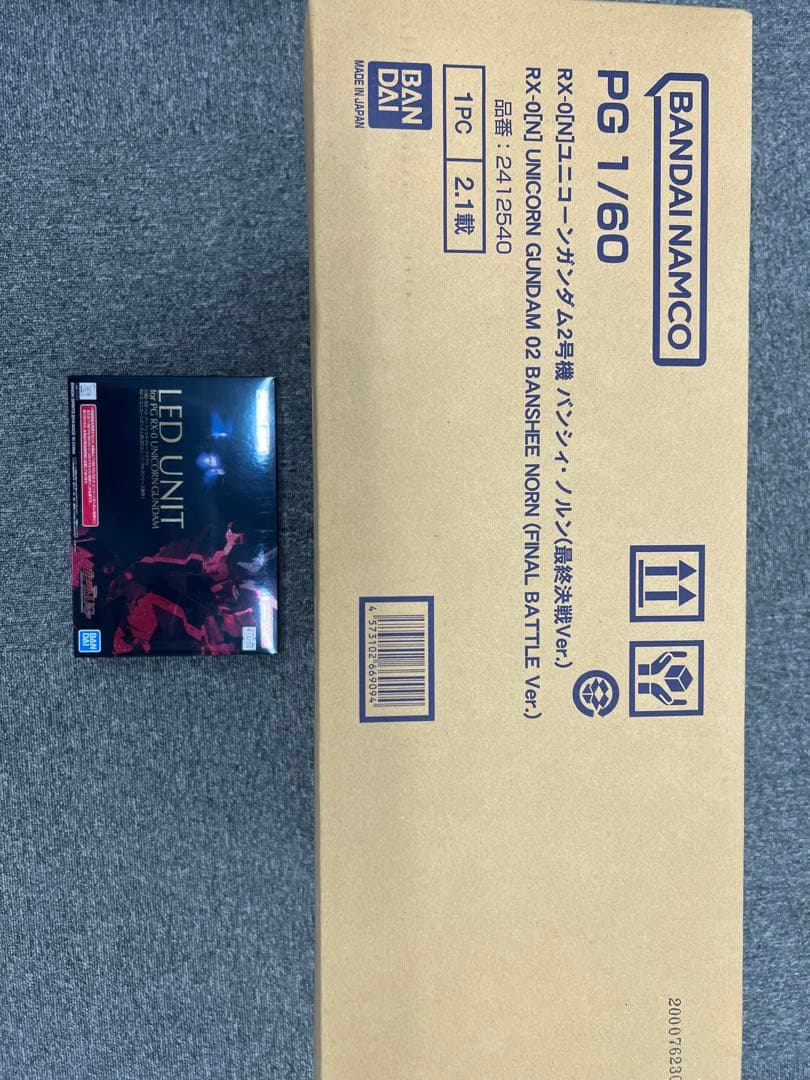 BANDAI NAMCO
PG 1/60
RX-0[N]ユニコーンガンダム2号機 バンシィ・ノルン(最終決戦Ver.)
RX-0[N] UNICORN GUNDAM 02 BANSHEE NORN (FINAL BATTLE Ver.)
品番：2412540
1PC 2.1載
BAN
DAI
MADE IN JAPAN
4 573102 669094
20007623
LED UNIT
for PG RX-0 UNICORN GUNDAM
BAN
DAI